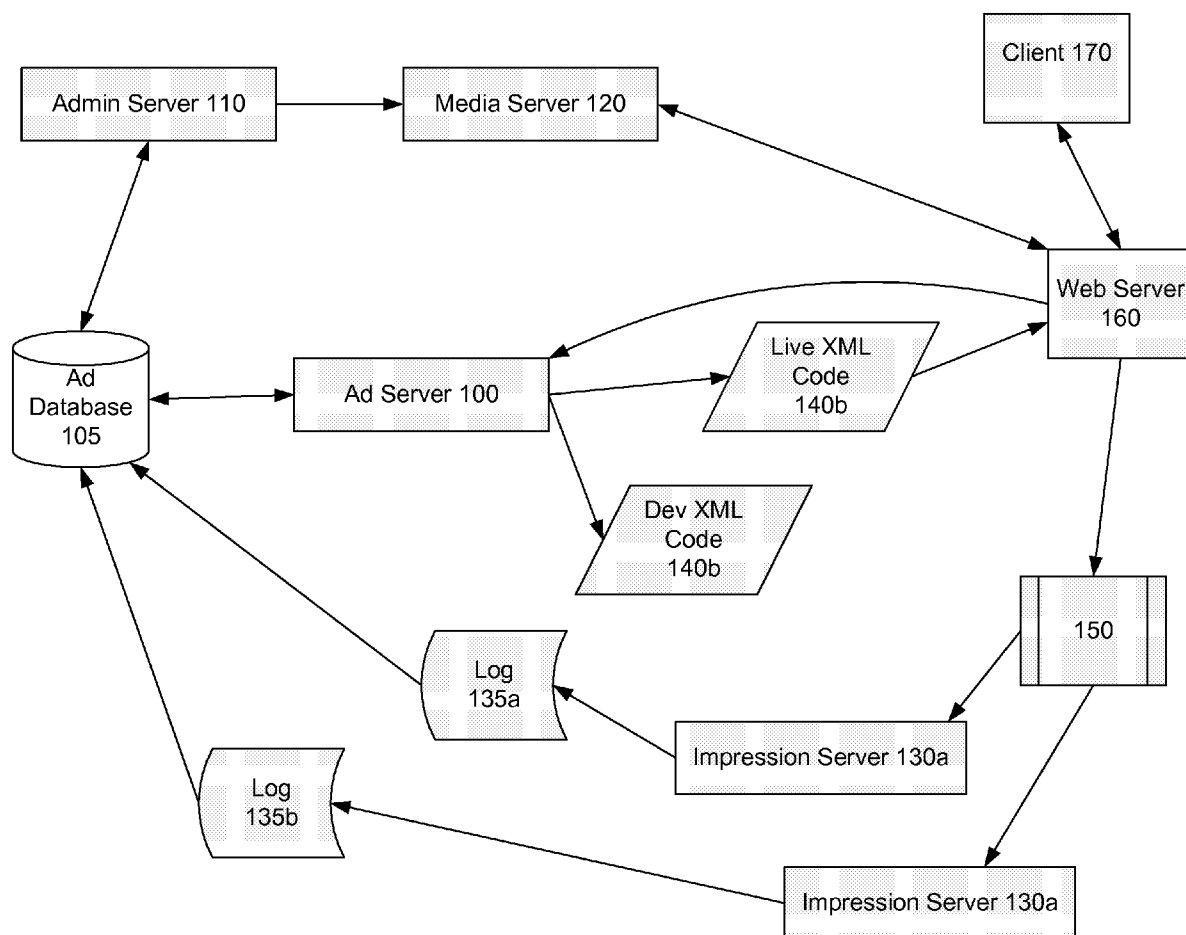 Client 170
Admin Server 110
Media Server 120
Web Server
160
Ad
Database
105
Ad Server 100
Live XML
Code
140b
Dev XML
Code
140b
150
Log
135a
Impression Server 130a
Log
135b
Impression Server 130a